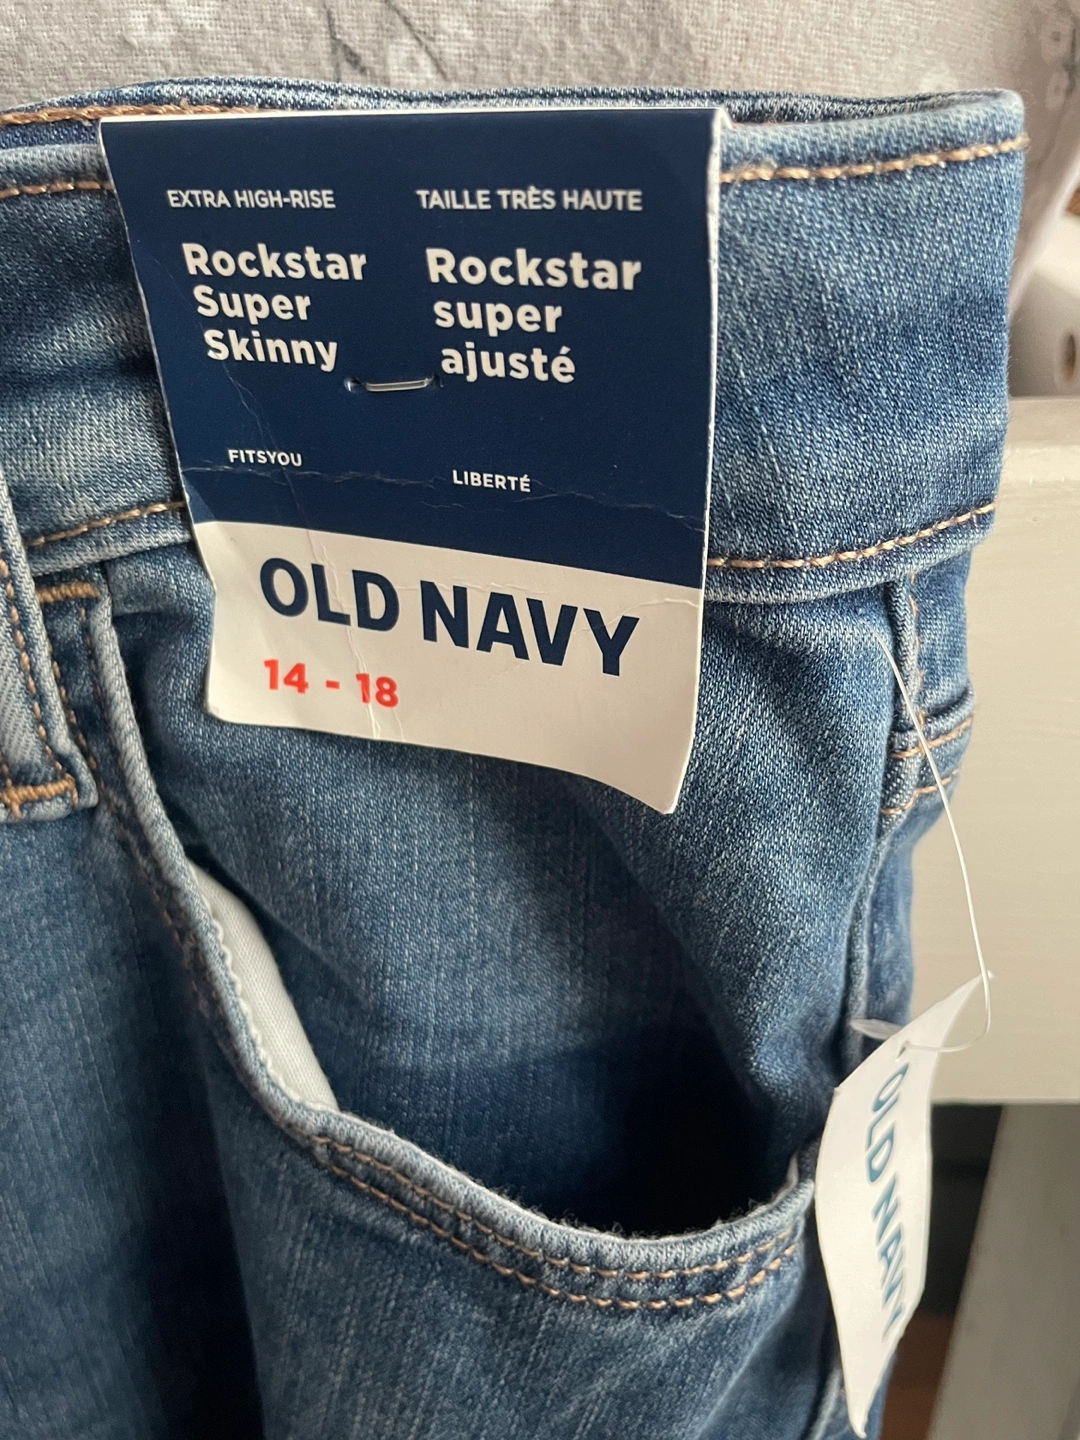 EXTRA HIGH-RISE
Rockstar
Super
Skinny
FITSYOU
TAILLE TRÈS HAUTE
Rockstar
super
ajusté
LIBERTÉ
OLD NAVY
14 - 18
OLD NAVY